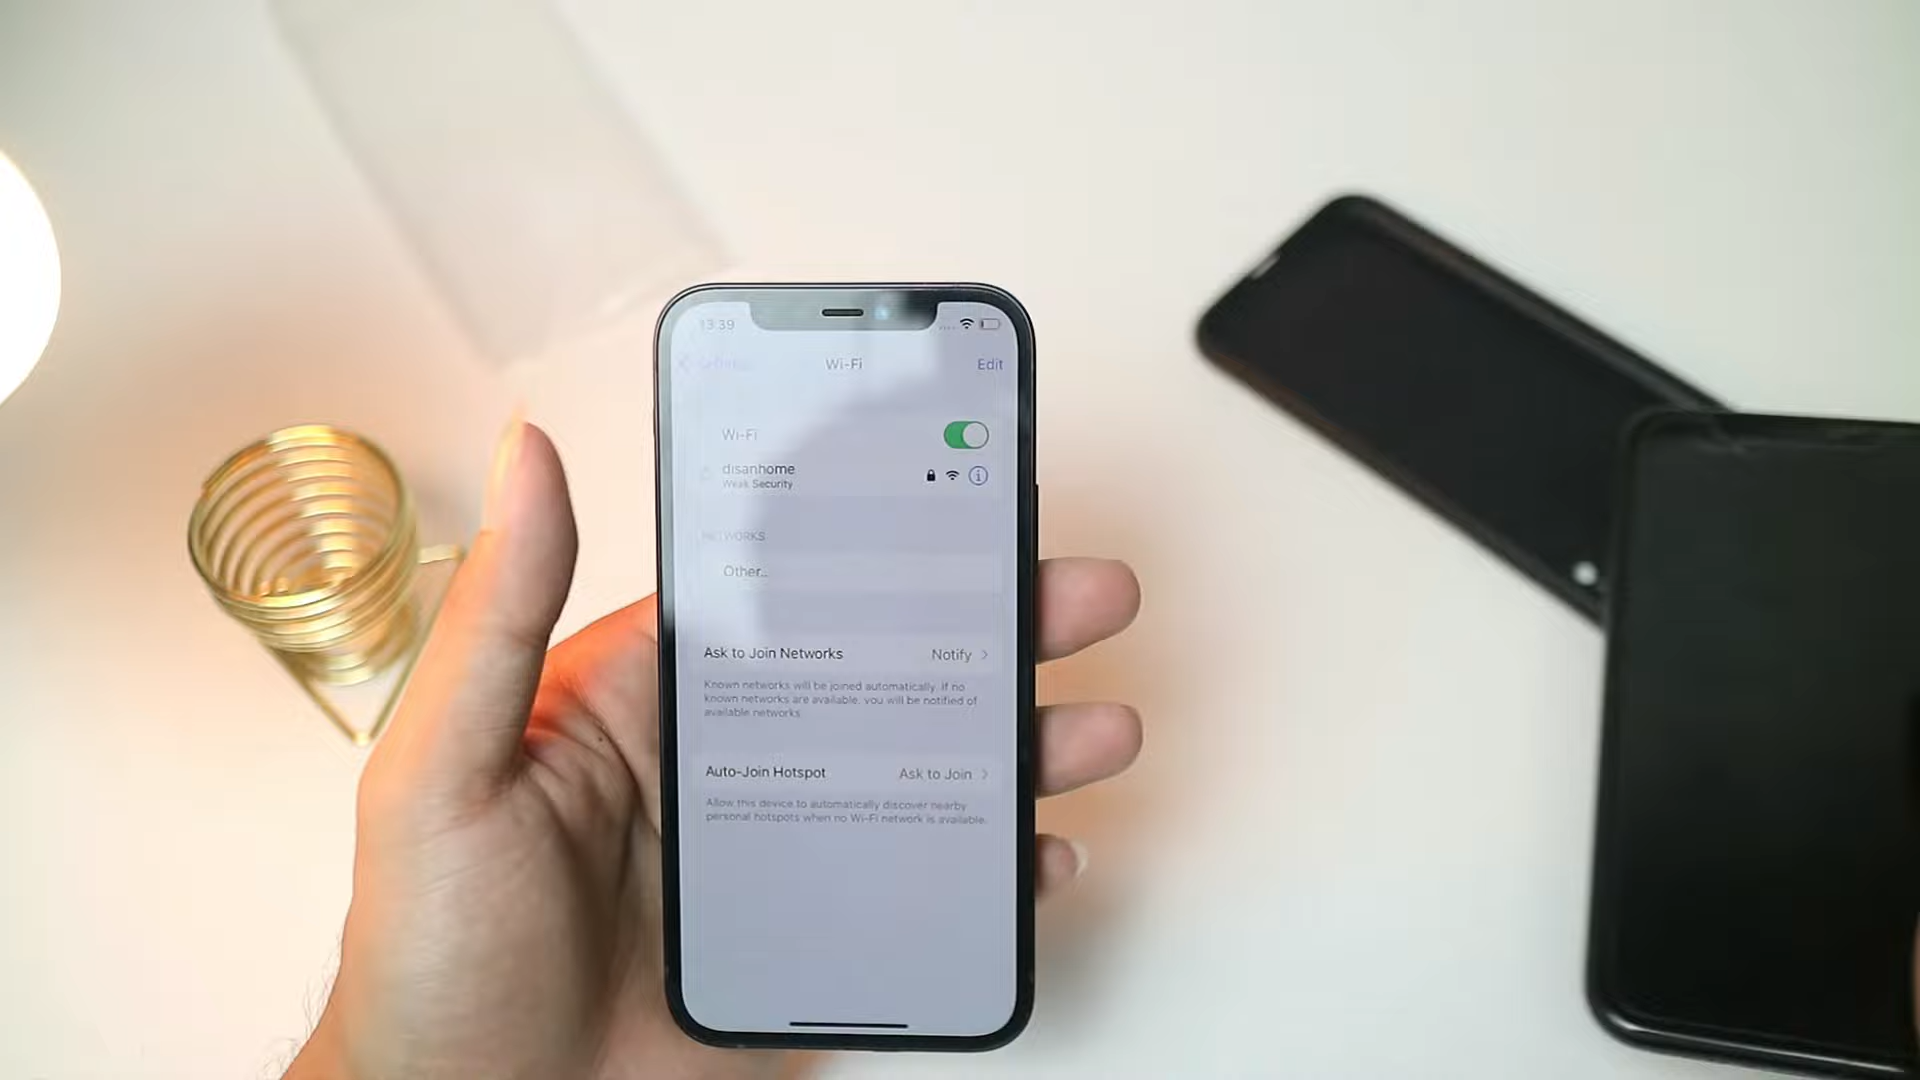 13:39
Settings
Wi-Fi
Edit
Wi-Fi
disanhome
Weak Security
NETWORKS
Other...
Ask to Join Networks
Notify
Known networks will be joined automatically. If no
known networks are available, you will be notified of
available networks.
Auto-Join Hotspot
Ask to Join
Allow this device to automatically discover nearby
personal hotspots when no Wi-Fi network is available.